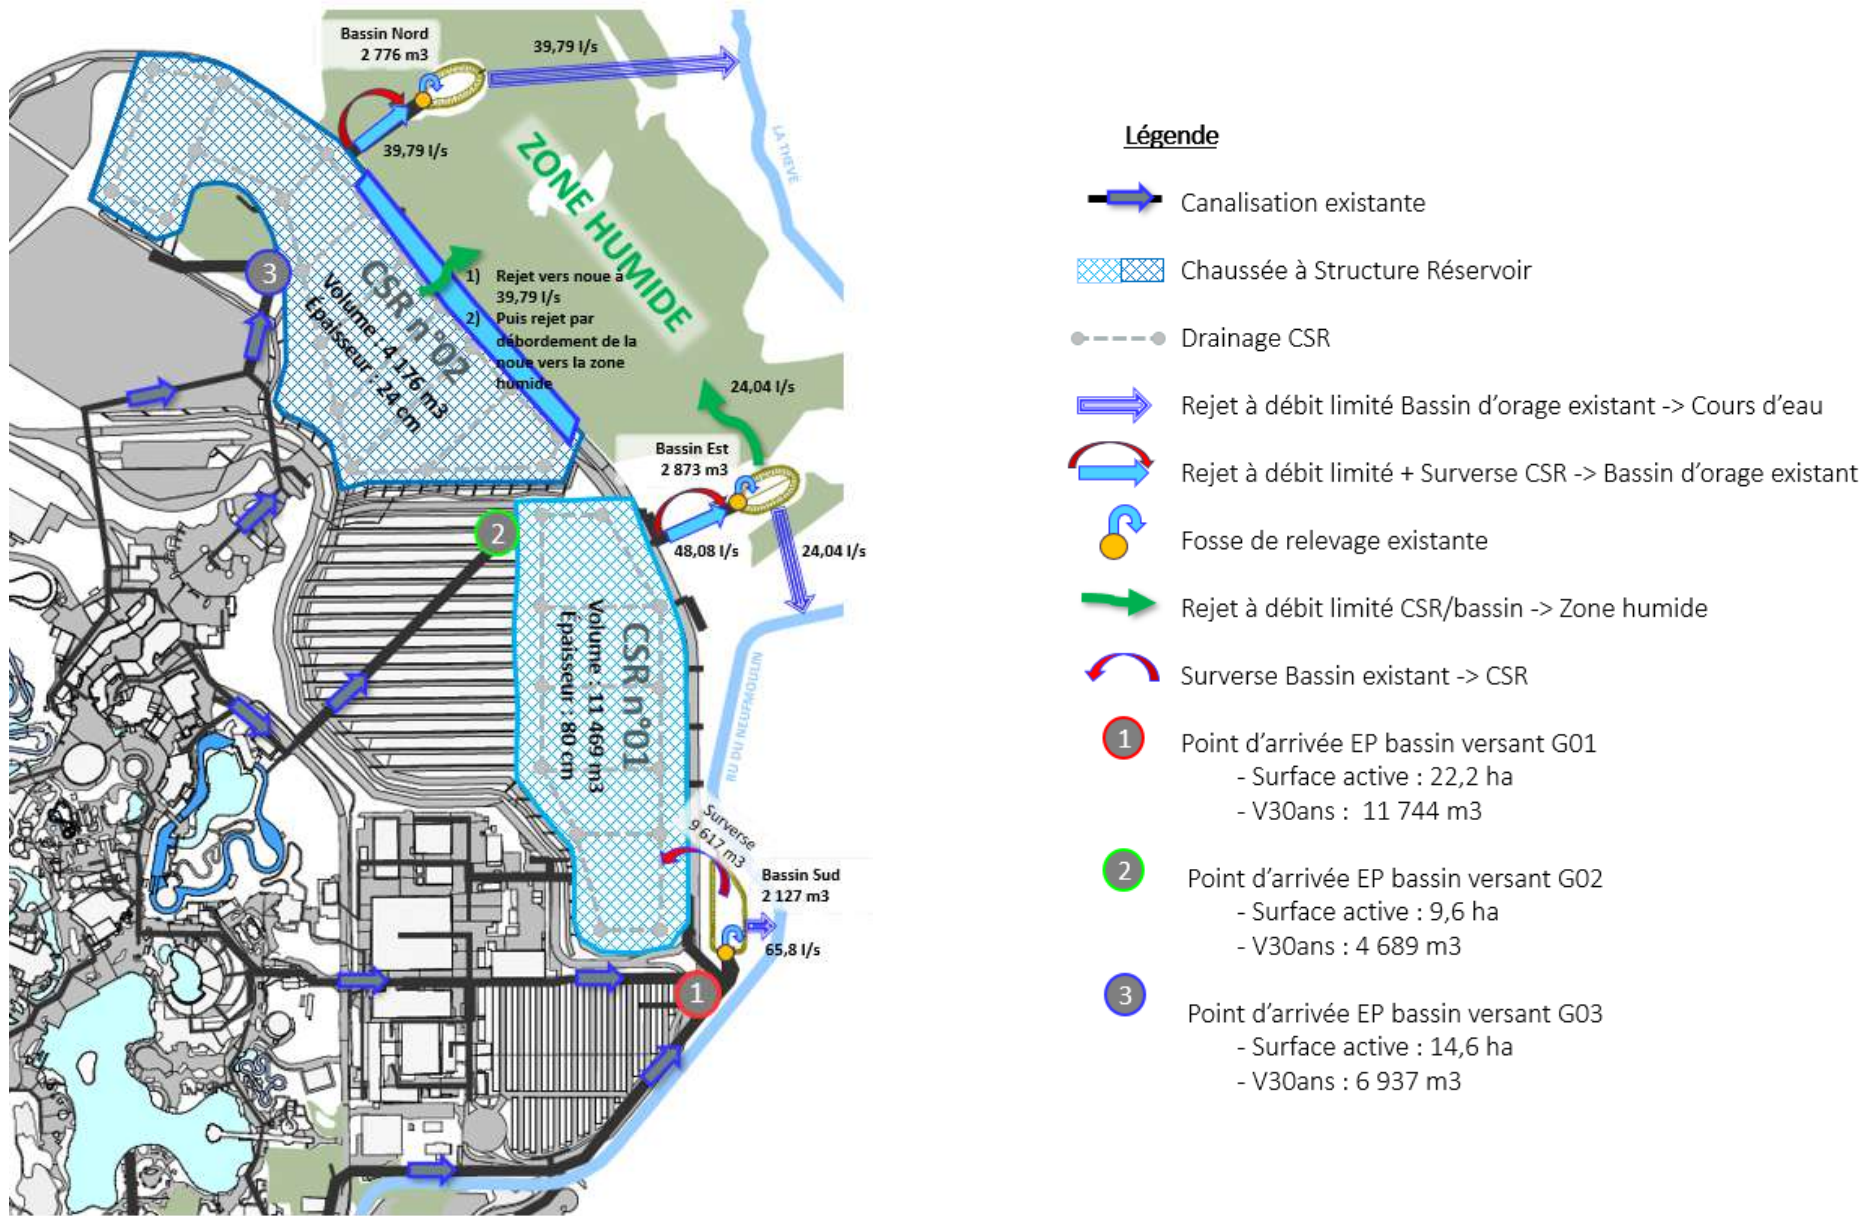 Bassin Nord
2 776 m3
39,79 l/s
39,79 l/s
LA THEVE
ZONE HUMIDE
3
CSR n°02
Volume : 4 176 m3
Épaisseur : 24 cm
1) Rejet vers noue à
39,79 l/s
2) Puis rejet par
débordement de la
noue vers la zone
humide
24,04 l/s
Bassin Est
2 873 m3
2
48,08 l/s
24,04 l/s
CSR n°01
Volume : 11 469 m3
Épaisseur : 80 cm
RU DU NEUFMOULIN
Surverse
9 617 m3
Bassin Sud
2 127 m3
65,8 l/s
1
Légende
Canalisation existante
Chaussée à Structure Réservoir
Drainage CSR
Rejet à débit limité Bassin d'orage existant -> Cours d'eau
Rejet à débit limité + Surverse CSR -> Bassin d'orage existant
Fosse de relevage existante
Rejet à débit limité CSR/bassin -> Zone humide
Surverse Bassin existant -> CSR
1 Point d'arrivée EP bassin versant G01
- Surface active : 22,2 ha
- V30ans : 11 744 m3
2 Point d'arrivée EP bassin versant G02
- Surface active : 9,6 ha
- V30ans : 4 689 m3
3 Point d'arrivée EP bassin versant G03
- Surface active : 14,6 ha
- V30ans : 6 937 m3